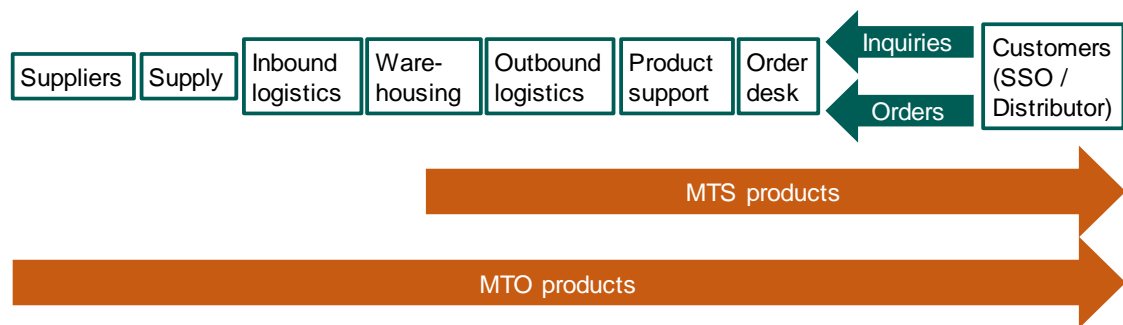 Suppliers
Supply
Inbound
logistics
Ware-
housing
Outbound
logistics
Product
support
Order
desk
Inquiries
Orders
Customers
(SSO /
Distributor)
MTS products
MTO products